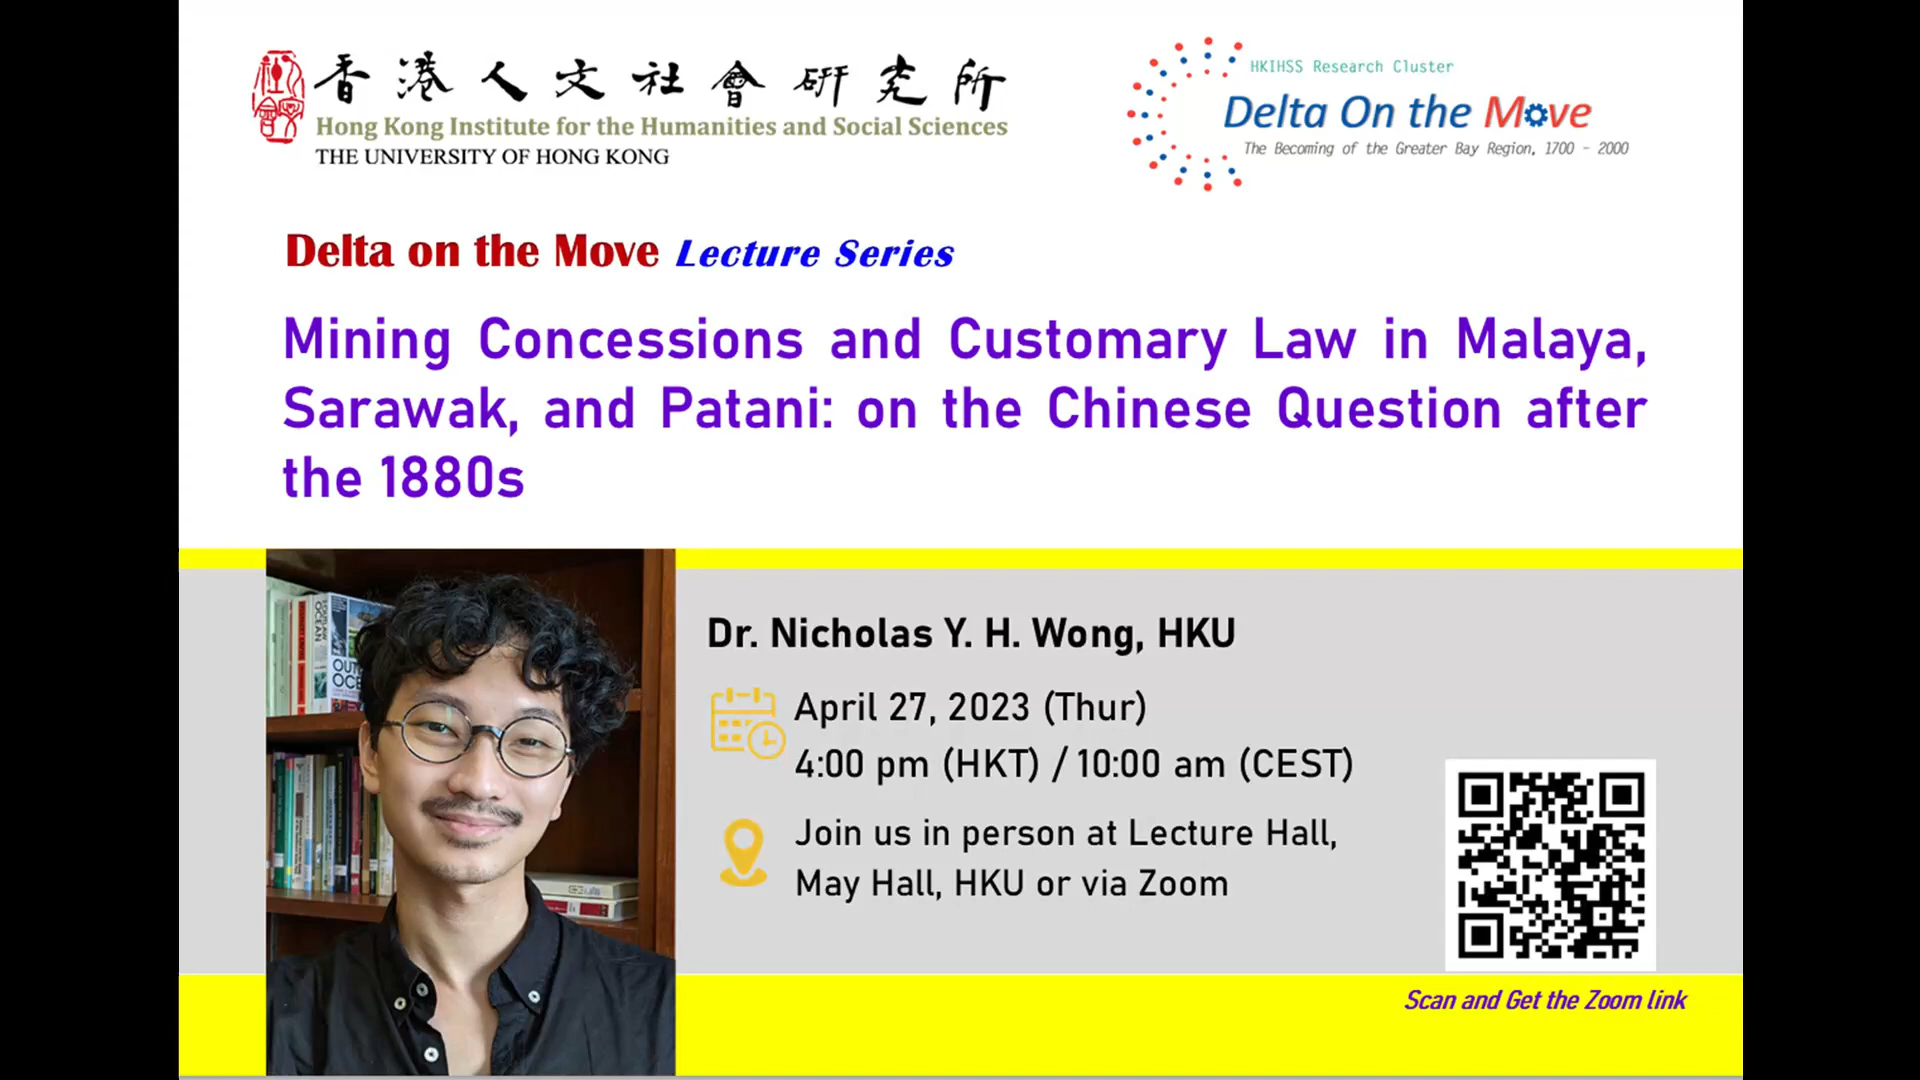 香港人文社會研究所
Hong Kong Institute for the Humanities and Social Sciences
THE UNIVERSITY OF HONG KONG
HKIHSS Research Cluster
Delta On the Move
The Becoming of the Greater Bay Region, 1700 - 2000
Delta on the Move Lecture Series
Mining Concessions and Customary Law in Malaya,
Sarawak, and Patani: on the Chinese Question after
the 1880s
Dr. Nicholas Y. H. Wong, HKU
April 27, 2023 (Thur)
4:00 pm (HKT) / 10:00 am (CEST)
Join us in person at Lecture Hall,
May Hall, HKU or via Zoom
Scan and Get the Zoom link